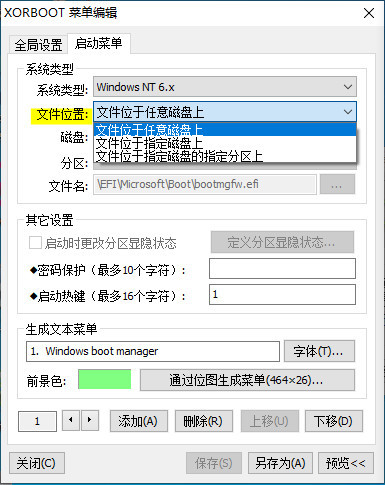 XORBOOT 菜单编辑
全局设置 启动菜单
系统类型
系统类型: Windows NT 6.x
文件位置: 文件位于任意磁盘上
文件位于任意磁盘上
磁盘: 文件位于指定磁盘上
分区: 文件位于指定磁盘的指定分区上
文件名: \EFI\Microsoft\Boot\bootmgfw.efi ...
其它设置
启动时更改分区显隐状态 定义分区显隐状态...
◆密码保护（最多10个字符）:
◆启动热键（最多16个字符）: 1
生成文本菜单
1. Windows boot manager 字体(T)...
前景色: 通过位图生成菜单(464×26)...
1 添加(A) 删除(R) 上移(U) 下移(D)
关闭(C) 保存(S) 另存为(A) 预览<<